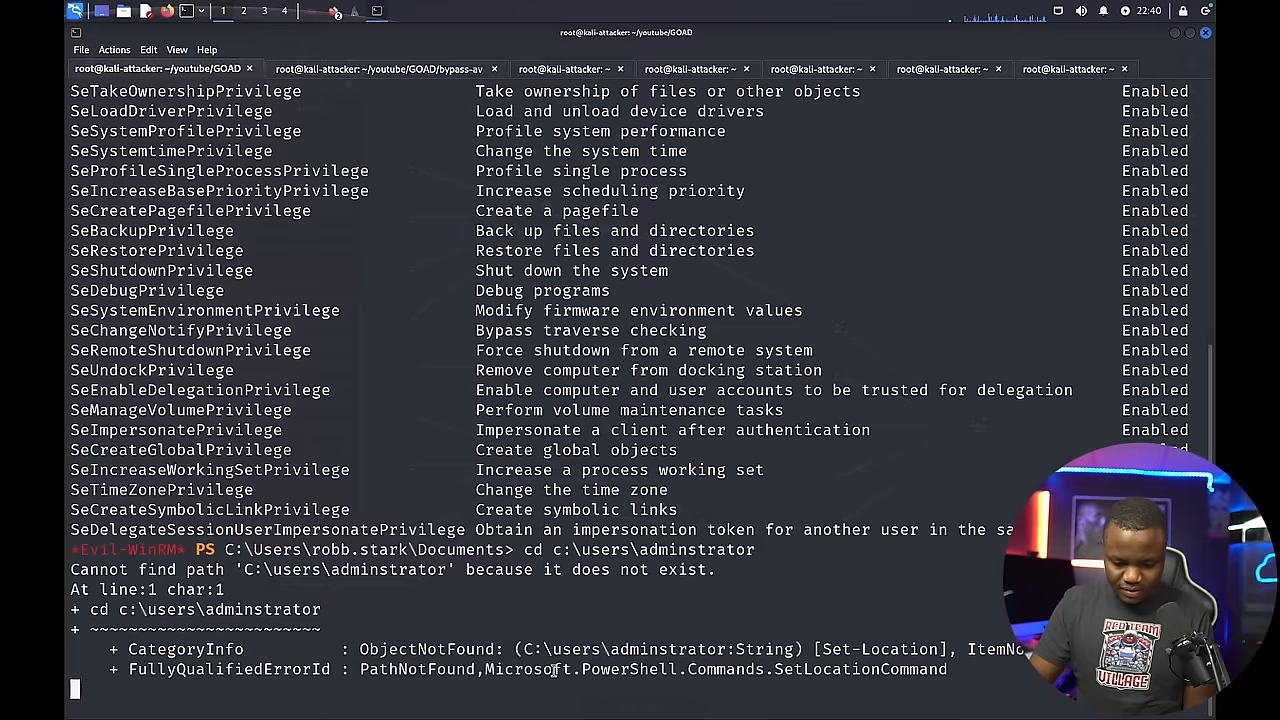 1 2 3 4 2 22:40
root@kali-attacker: ~/youtube/GOAD
File Actions Edit View Help
root@kali-attacker: ~/youtube/GOAD × root@kali-attacker: ~/youtube/GOAD/bypass-av × root@kali-attacker: ~ × root@kali-attacker: ~ × root@kali-attacker: ~ × root@kali-attacker: ~ × root@kali-attacker: ~ ×
SeTakeOwnershipPrivilege Take ownership of files or other objects Enabled
SeLoadDriverPrivilege Load and unload device drivers Enabled
SeSystemProfilePrivilege Profile system performance Enabled
SeSystemtimePrivilege Change the system time Enabled
SeProfileSingleProcessPrivilege Profile single process Enabled
SeIncreaseBasePriorityPrivilege Increase scheduling priority Enabled
SeCreatePagefilePrivilege Create a pagefile Enabled
SeBackupPrivilege Back up files and directories Enabled
SeRestorePrivilege Restore files and directories Enabled
SeShutdownPrivilege Shut down the system Enabled
SeDebugPrivilege Debug programs Enabled
SeSystemEnvironmentPrivilege Modify firmware environment values Enabled
SeChangeNotifyPrivilege Bypass traverse checking Enabled
SeRemoteShutdownPrivilege Force shutdown from a remote system Enabled
SeUndockPrivilege Remove computer from docking station Enabled
SeEnableDelegationPrivilege Enable computer and user accounts to be trusted for delegation Enabled
SeManageVolumePrivilege Perform volume maintenance tasks Enabled
SeImpersonatePrivilege Impersonate a client after authentication Enabled
SeCreateGlobalPrivilege Create global objects
SeIncreaseWorkingSetPrivilege Increase a process working set
SeTimeZonePrivilege Change the time zone
SeCreateSymbolicLinkPrivilege Create symbolic links
SeDelegateSessionUserImpersonatePrivilege Obtain an impersonation token for another user in the sa
*Evil-WinRM* PS C:\Users\robb.stark\Documents> cd c:\users\adminstrator
Cannot find path 'C:\users\adminstrator' because it does not exist.
At line:1 char:1
+ cd c:\users\adminstrator
+ ~~~~~~~~~~~~~~~~~~~~~~~~
+ CategoryInfo : ObjectNotFound: (C:\users\adminstrator:String) [Set-Location], ItemNo
+ FullyQualifiedErrorId : PathNotFound,Microsoft.PowerShell.Commands.SetLocationCommand
RED TEAM
VILLAGE